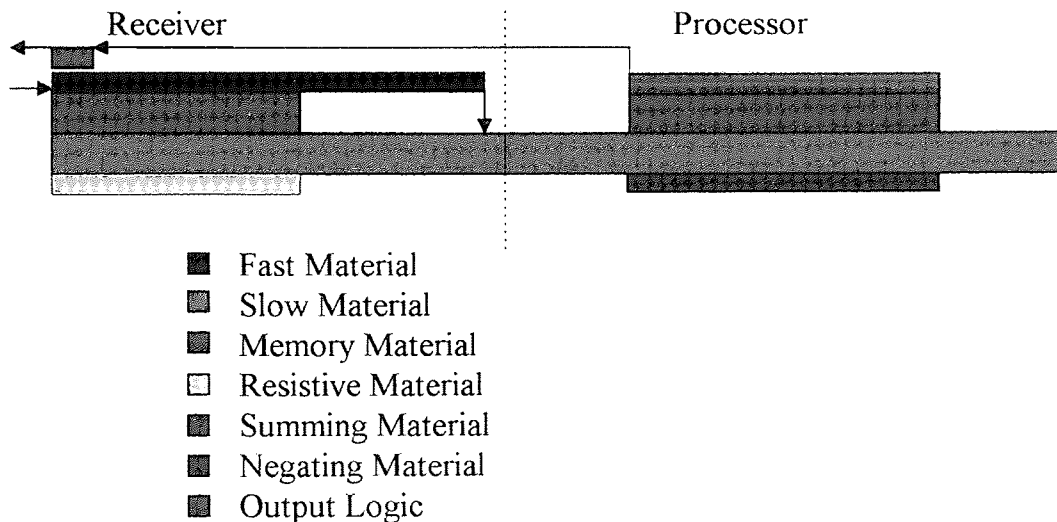 Receiver
Processor
Fast Material
Slow Material
Memory Material
Resistive Material
Summing Material
Negating Material
Output Logic